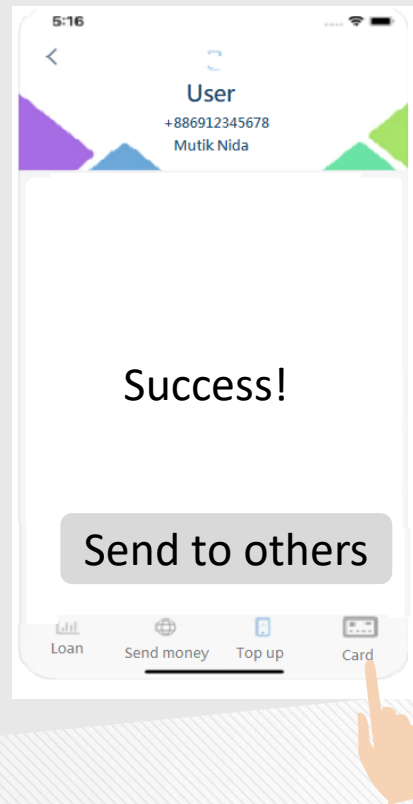 5:16
User
+886912345678
Mutik Nida
Success!
Send to others
Loan Send money Top up Card